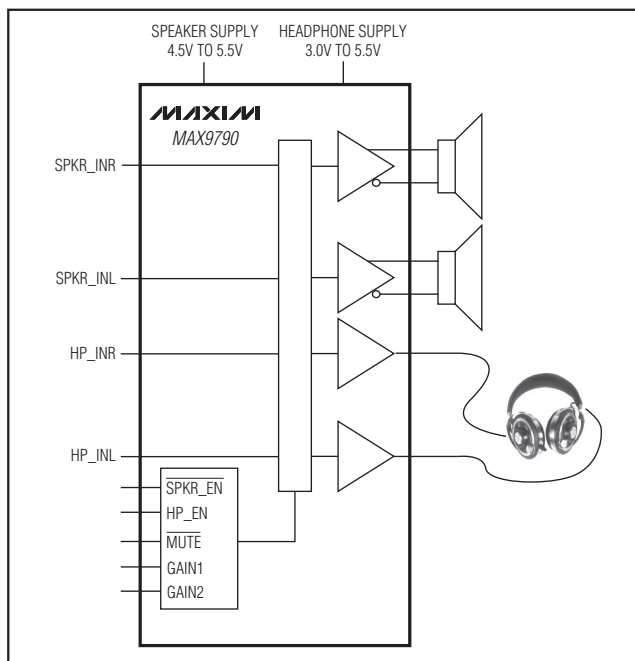 SPEAKER SUPPLY
4.5V TO 5.5V
HEADPHONE SUPPLY
3.0V TO 5.5V
MAXIM
MAX9790
SPKR_INR
SPKR_INL
HP_INR
HP_INL
SPKR_EN
HP_EN
MUTE
GAIN1
GAIN2